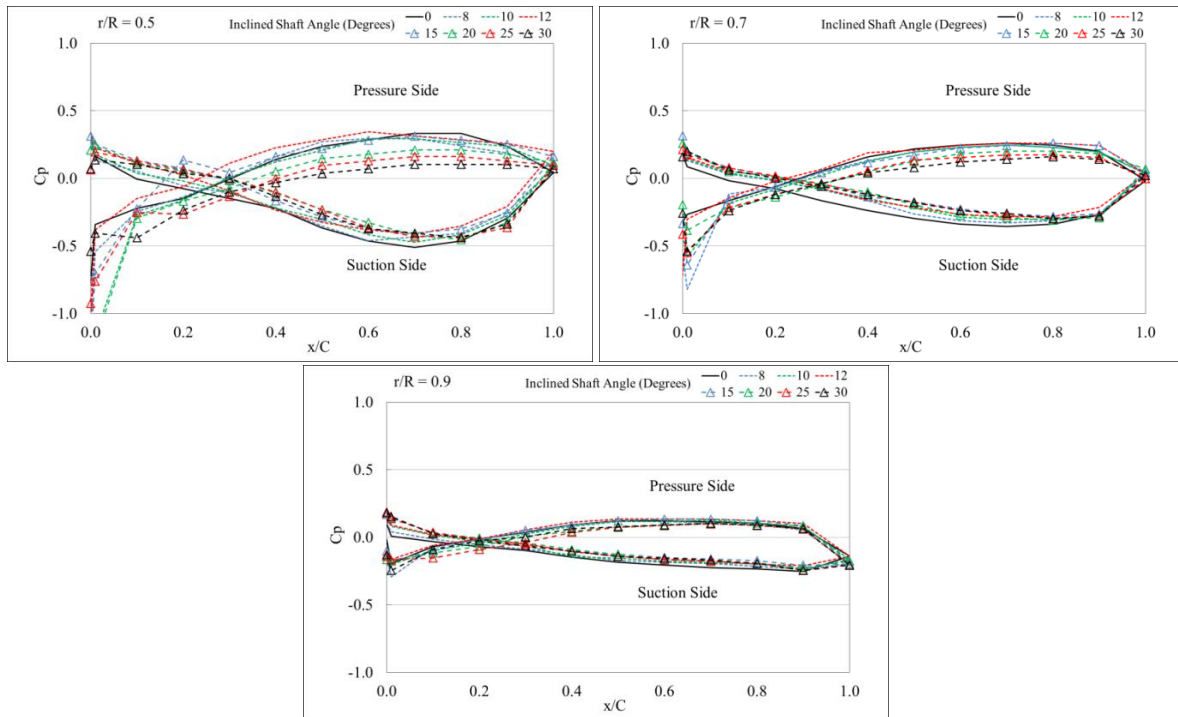 r/R = 0.5 Inclined Shaft Angle (Degrees) 0 8 10 12
15 20 25 30
1.0
Pressure Side
0.5
Cp
0.0
-0.5
Suction Side
-1.0
0.0 0.2 0.4 0.6 0.8 1.0
x/C
r/R = 0.7 Inclined Shaft Angle (Degrees) 0 8 10 12
15 20 25 30
1.0
Pressure Side
0.5
Cp
0.0
-0.5
Suction Side
-1.0
0.0 0.2 0.4 0.6 0.8 1.0
x/C
r/R = 0.9 Inclined Shaft Angle (Degrees) 0 8 10 12
15 20 25 30
1.0
0.5
Pressure Side
Cp
0.0
Suction Side
-0.5
-1.0
0.0 0.2 0.4 0.6 0.8 1.0
x/C